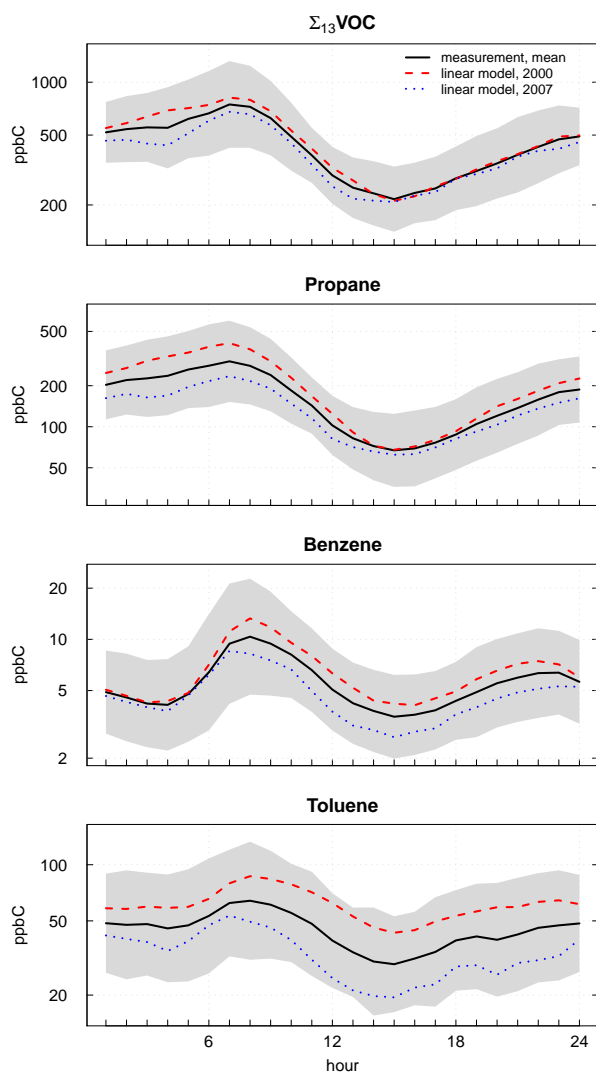 Σ13VOC
measurement, mean
linear model, 2000
linear model, 2007
1000
500
200
ppbC
Propane
500
200
100
50
ppbC
Benzene
20
10
5
2
ppbC
Toluene
100
50
20
ppbC
6
12
18
24
hour